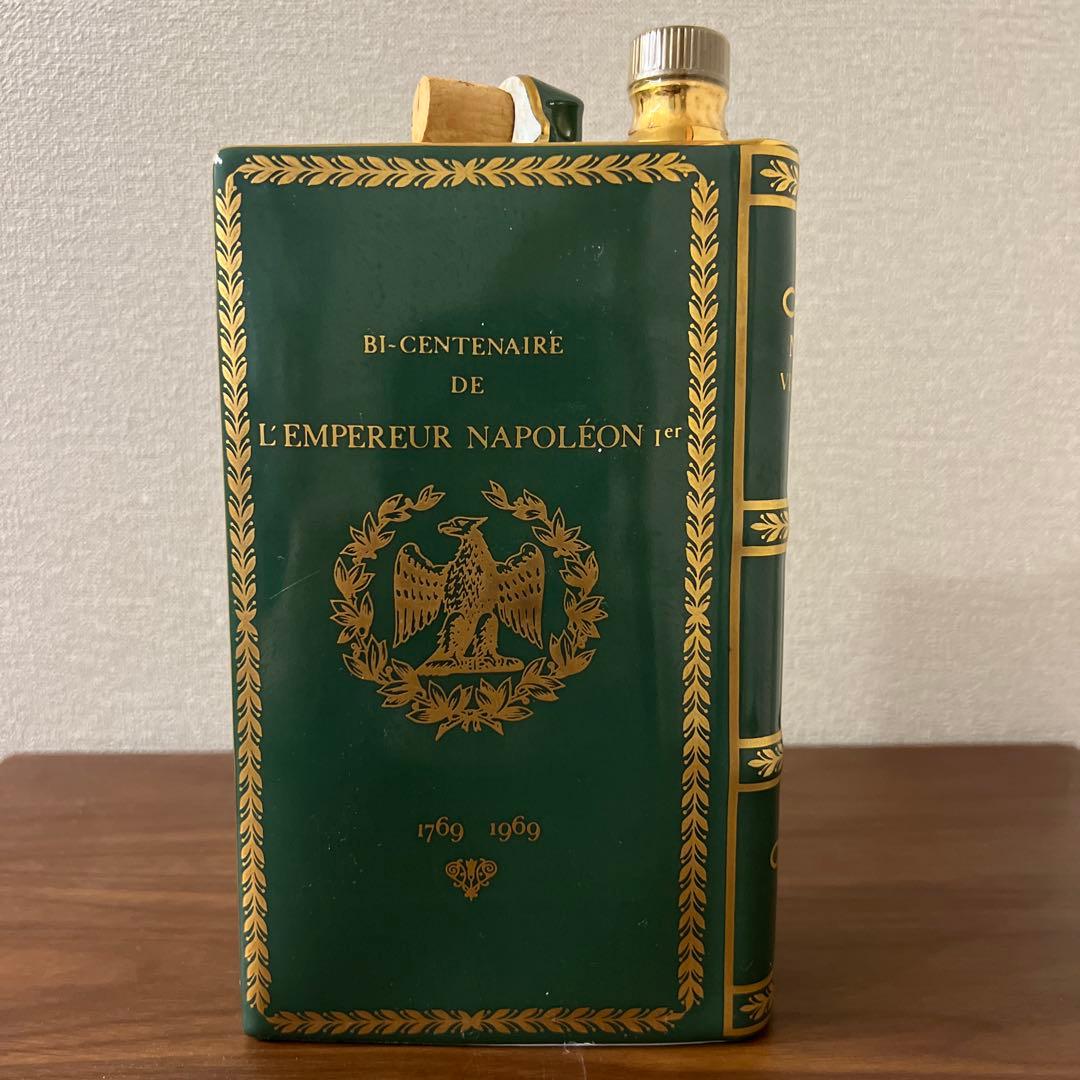 BI-CENTENAIRE
DE
L'EMPEREUR NAPOLÉON Ier
1769 1969